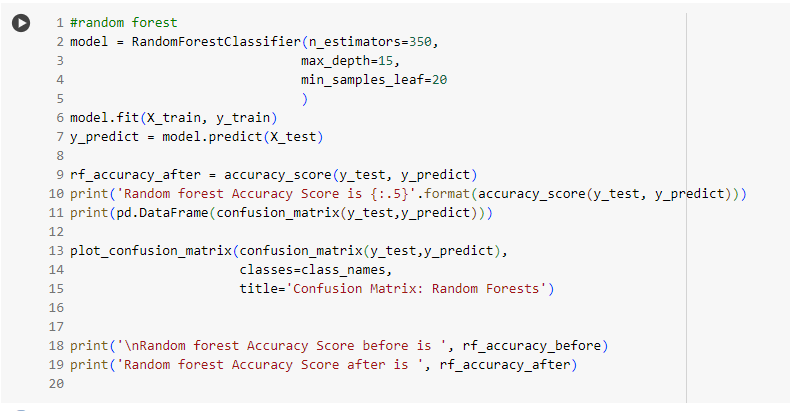 1 #random forest
2 model = RandomForestClassifier(n_estimators=350,
3                               max_depth=15,
4                               min_samples_leaf=20
5                               )
6 model.fit(X_train, y_train)
7 y_predict = model.predict(X_test)
8
9 rf_accuracy_after = accuracy_score(y_test, y_predict)
10 print('Random forest Accuracy Score is {:.5}'.format(accuracy_score(y_test, y_predict)))
11 print(pd.DataFrame(confusion_matrix(y_test,y_predict)))
12
13 plot_confusion_matrix(confusion_matrix(y_test,y_predict),
14                       classes=class_names,
15                       title='Confusion Matrix: Random Forests')
16
17
18 print('\nRandom forest Accuracy Score before is ', rf_accuracy_before)
19 print('Random forest Accuracy Score after is ', rf_accuracy_after)
20